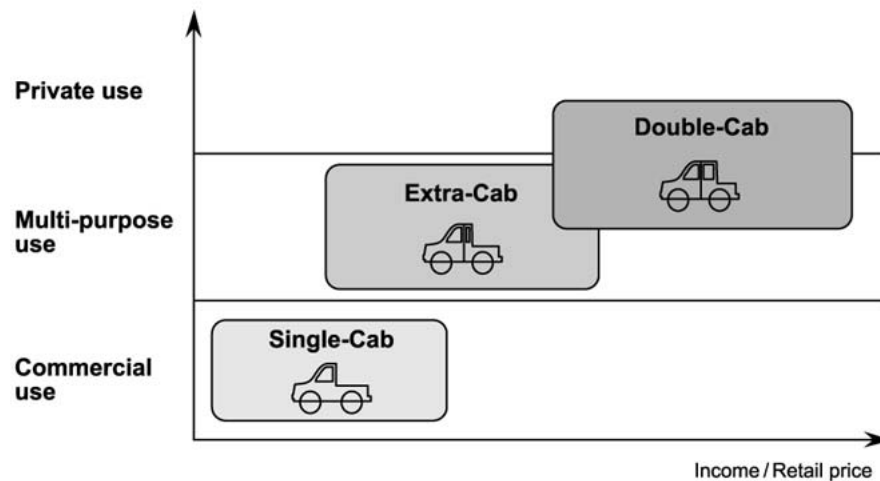 Private use
Double-Cab
Extra-Cab
Multi-purpose
use
Single-Cab
Commercial
use
Income / Retail price